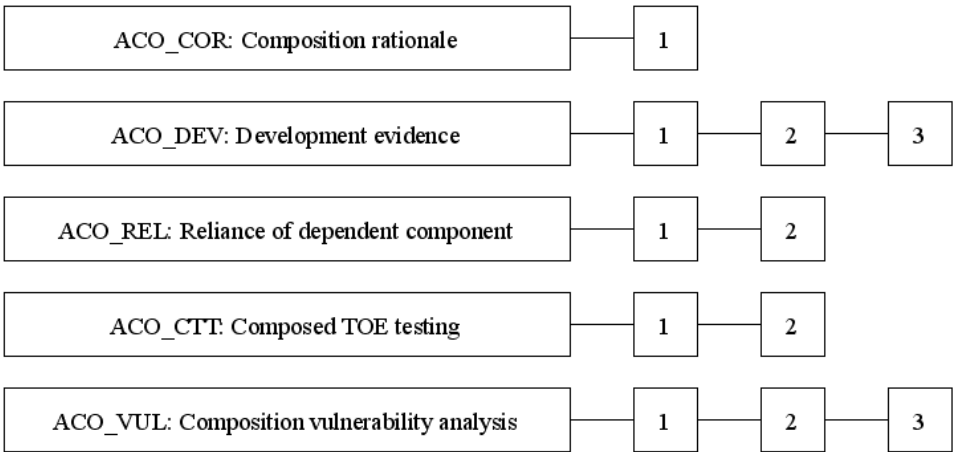 ACO_COR: Composition rationale 1
ACO_DEV: Development evidence 1 2 3
ACO_REL: Reliance of dependent component 1 2
ACO_CTT: Composed TOE testing 1 2
ACO_VUL: Composition vulnerability analysis 1 2 3